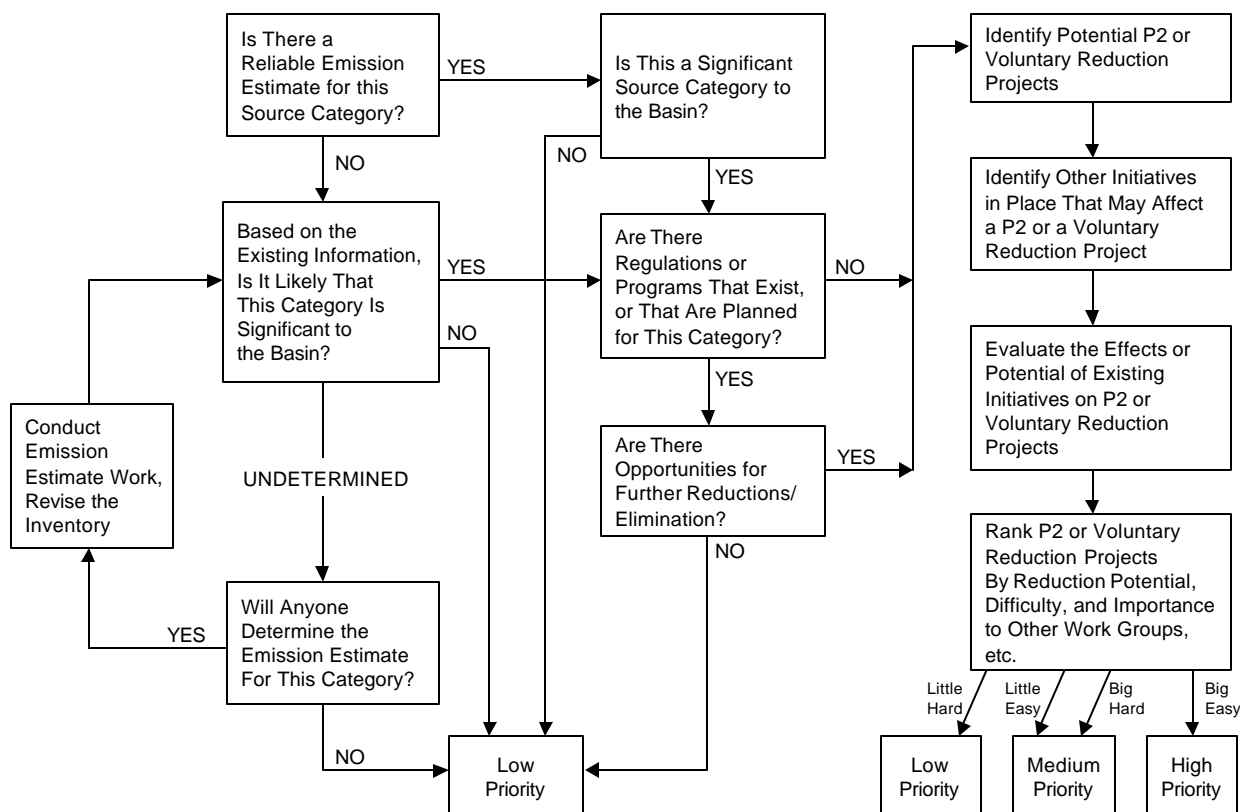 Is There a
Reliable Emission
Estimate for this
Source Category?
YES
Is This a Significant
Source Category to
the Basin?
NO
NO
YES
Based on the
Existing Information,
Is It Likely That
This Category Is
Significant to
the Basin?
YES
NO
Are There
Regulations or
Programs That Exist,
or That Are Planned
for This Category?
NO
YES
Conduct
Emission
Estimate Work,
Revise the
Inventory
UNDETERMINED
Are There
Opportunities for
Further Reductions/
Elimination?
YES
NO
Will Anyone
Determine the
Emission Estimate
For This Category?
YES
NO
Low
Priority
Identify Potential P2 or
Voluntary Reduction
Projects
Identify Other Initiatives
in Place That May Affect
a P2 or a Voluntary
Reduction Project
Evaluate the Effects or
Potential of Existing
Initiatives on P2 or
Voluntary Reduction
Projects
Rank P2 or Voluntary
Reduction Projects
By Reduction Potential,
Difficulty, and Importance
to Other Work Groups,
etc.
Little
Hard
Little
Easy
Big
Hard
Big
Easy
Low
Priority
Medium
Priority
High
Priority